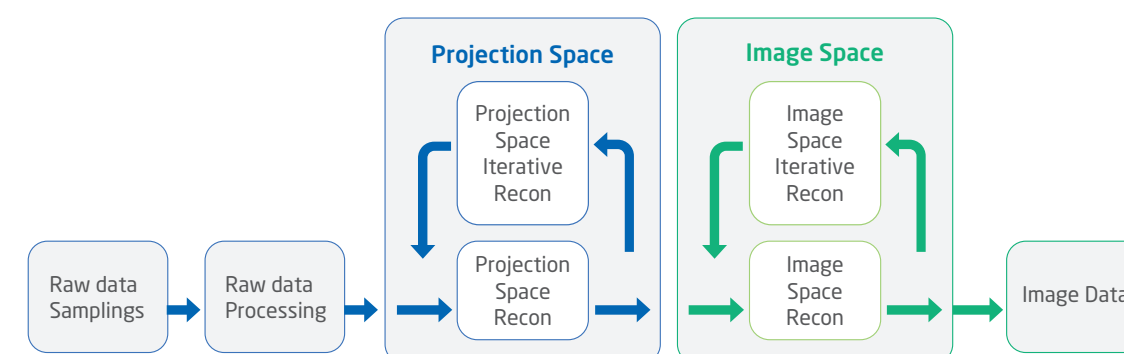 Projection Space
Image Space
Projection
Space
Iterative
Recon
Image
Space
Iterative
Recon
Raw data
Samplings
Raw data
Processing
Projection
Space
Recon
Image
Space
Recon
Image Data